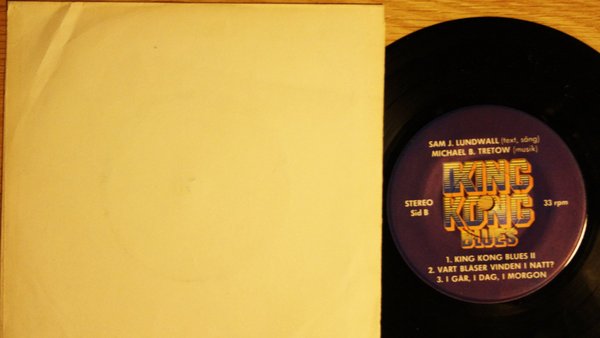 SAM J. LUNDWALL (text, sång)
MICHAEL B. TRETOW (musik)
KING
KONG
BLUES
STEREO
Sid B
33 rpm
1. KING KONG BLUES II
2. VART BLÅSER VINDEN I NATT?
3. I GÅR, I DAG, I MORGON